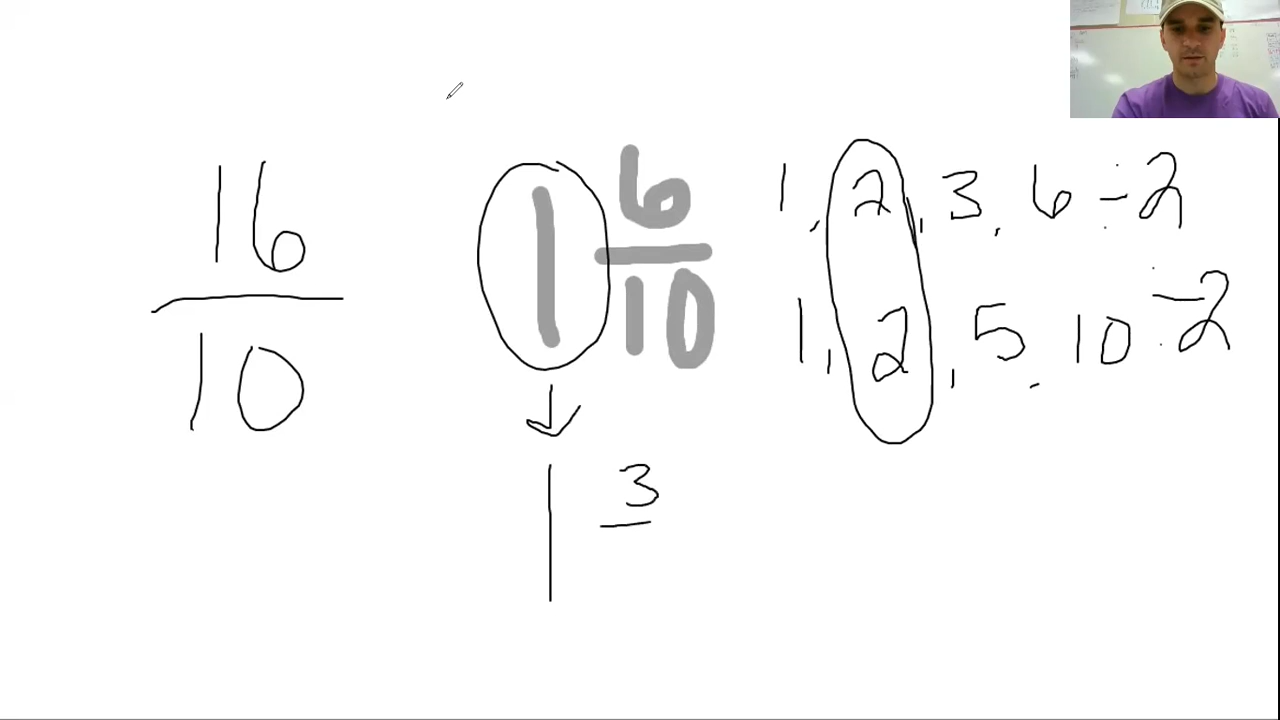 16/10
1 6/10
1, 2, 3, 6 ÷ 2
1, 2, 5, 10 ÷ 2
1 3/